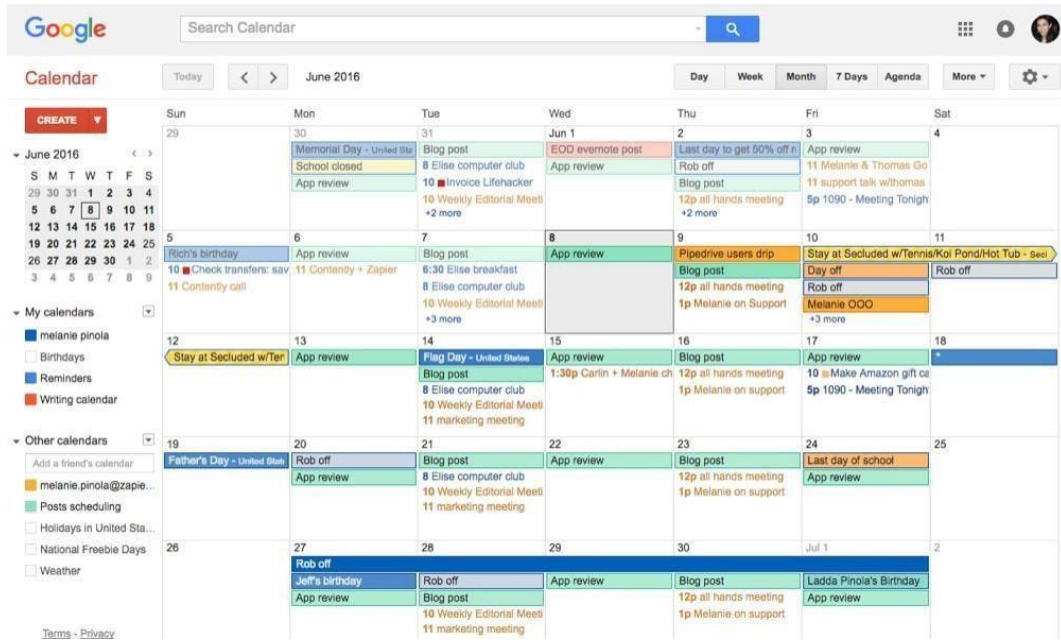 Google
Search Calendar
Calendar
Today
June 2016
Day Week Month 7 Days Agenda
More
CREATE
June 2016
S M T W T F S
29 30 31 1 2 3 4
5 6 7 8 9 10 11
12 13 14 15 16 17 18
19 20 21 22 23 24 25
26 27 28 29 30 1 2
3 4 5 6 7 8 9
My calendars
melanie pinola
Birthdays
Reminders
Writing calendar
Other calendars
Add a friend's calendar
melanie.pinola@zapie...
Posts scheduling
Holidays in United Sta...
National Freebie Days
Weather
Terms - Privacy
Sun Mon Tue Wed Thu Fri Sat
29
30
Memorial Day - United Sta
School closed
App review
31
Blog post
8 Elise computer club
10 Invoice Lifehacker
10 Weekly Editorial Meeti
+2 more
Jun 1
EOD evernote post
App review
2
Last day to get 50% off r
Rob off
Blog post
12p all hands meeting
+2 more
3
App review
11 Melanie & Thomas Go
11 support talk w/thomas
5p 1090 - Meeting Tonigh
4
5
Rich's birthday
10 Check transfers: sav
11 Contently call
6
App review
11 Contently + Zapier
7
Blog post
6:30 Elise breakfast
8 Elise computer club
10 Weekly Editorial Meeti
+3 more
8
App review
9
Pipedrive users drip
Blog post
12p all hands meeting
1p Melanie on Support
10
Stay at Secluded w/Tennis/Koi Pond/Hot Tub - Secl
Day off
Rob off
Melanie OOO
+3 more
11
Rob off
12
Stay at Secluded w/Ten
13
App review
14
Flag Day - United States
Blog post
8 Elise computer club
10 Weekly Editorial Meeti
11 marketing meeting
15
App review
1:30p Carlin + Melanie ch
16
Blog post
12p all hands meeting
1p Melanie on support
17
App review
10 Make Amazon gift ca
5p 1090 - Meeting Tonigh
18
*
19
Father's Day - United Stat
20
Rob off
App review
21
Blog post
8 Elise computer club
10 Weekly Editorial Meeti
11 marketing meeting
22
App review
23
Blog post
12p all hands meeting
1p Melanie on support
24
Last day of school
App review
25
26
27
Rob off
Jeff's birthday
App review
28
Rob off
Blog post
10 Weekly Editorial Meeti
11 marketing meeting
29
App review
30
Blog post
12p all hands meeting
1p Melanie on support
Jul 1
Ladda Pinola's Birthday
App review
2